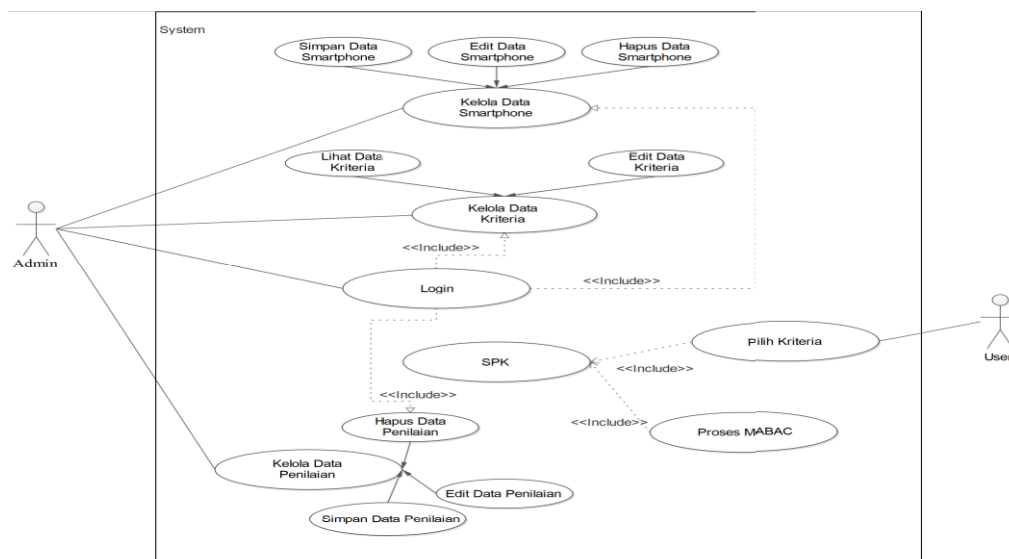 System
Simpan Data
Smartphone
Edit Data
Smartphone
Hapus Data
Smartphone
Kelola Data
Smartphone
Lihat Data
Kriteria
Edit Data
Kriteria
Kelola Data
Kriteria
<<Include>>
Admin
Login
<<Include>>
Pilih Kriteria
User
SPK
<<Include>>
<<Include>>
Hapus Data
Penilaian
<<Include>>
Proses MABAC
Kelola Data
Penilaian
Edit Data Penilaian
Simpan Data Penilaian